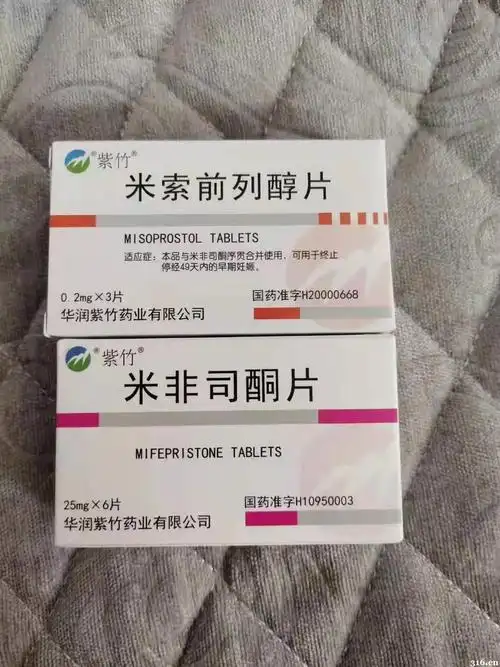 ®紫竹®
米索前列醇片
MISOPROSTOL TABLETS
适应症：本品与米非司酮序贯合并使用，可用于终止
停经49天内的早期妊娠。
0.2mg×3片
国药准字H20000668
华润紫竹药业有限公司
®紫竹®
米非司酮片
MIFEPRISTONE TABLETS
25mg×6片
国药准字H10950003
华润紫竹药业有限公司
316.cn